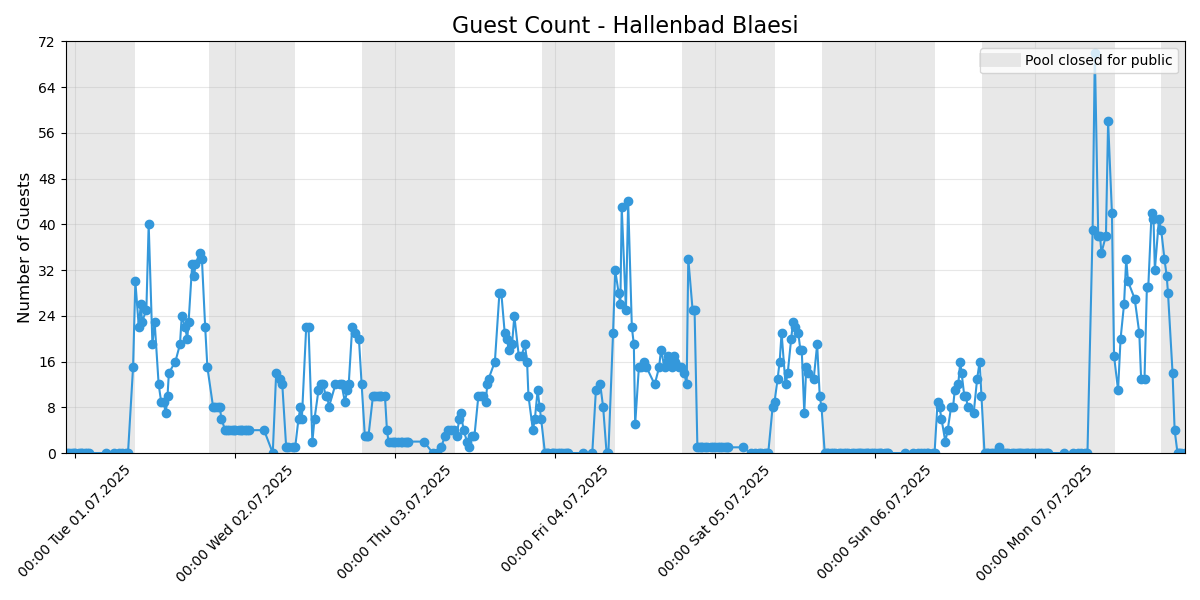 Guest Count - Hallenbad Blaesi
Pool closed for public
Number of Guests
72
64
56
48
40
32
24
16
8
0
00:00 Tue 01.07.2025
00:00 Wed 02.07.2025
00:00 Thu 03.07.2025
00:00 Fri 04.07.2025
00:00 Sat 05.07.2025
00:00 Sun 06.07.2025
00:00 Mon 07.07.2025